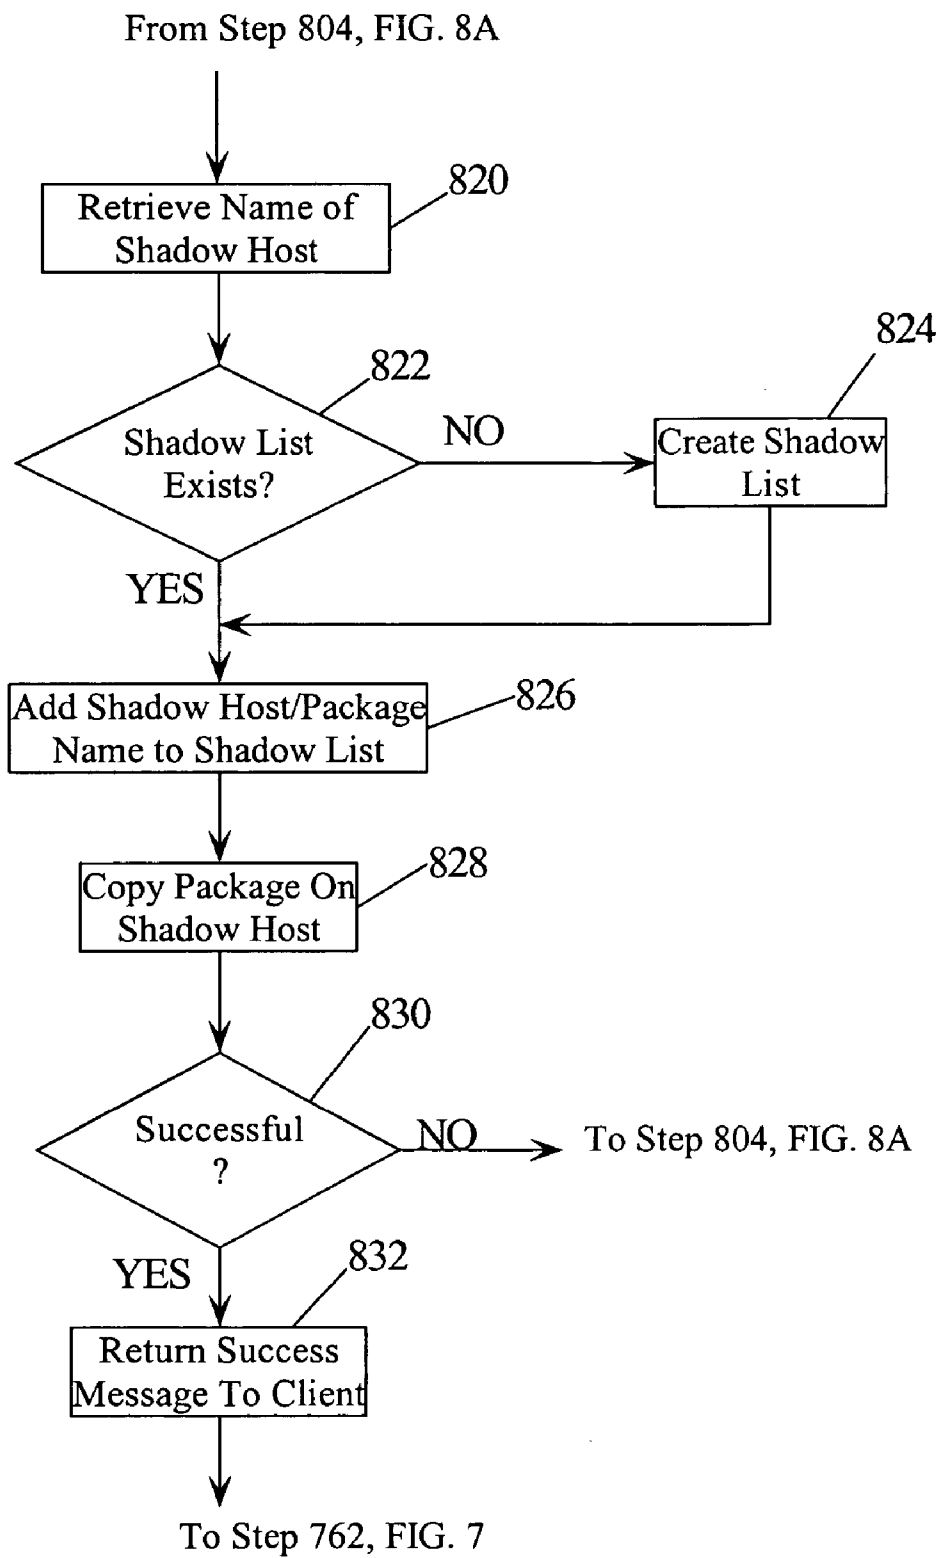 From Step 804, FIG. 8A
820
Retrieve Name of
Shadow Host
822
824
Shadow List
Exists?
NO
Create Shadow
List
YES
826
Add Shadow Host/Package
Name to Shadow List
828
Copy Package On
Shadow Host
830
Successful
?
NO
To Step 804, FIG. 8A
YES
832
Return Success
Message To Client
To Step 762, FIG. 7